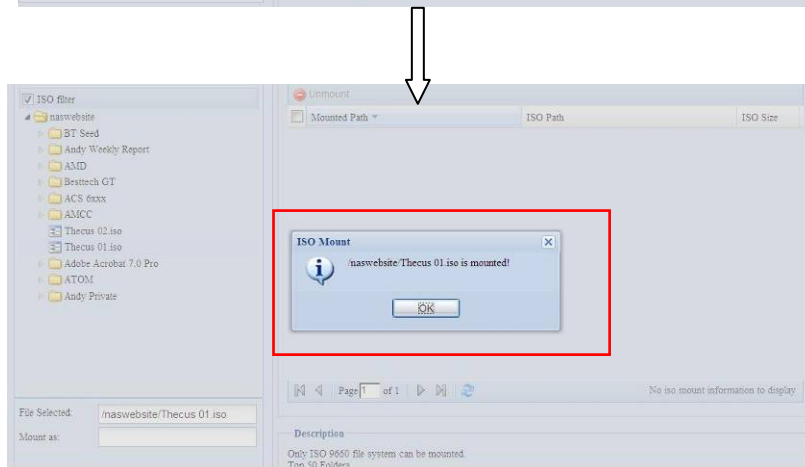 ISO filter
naswebsite
BT Seed
Andy Weekly Report
AMD
Besttech GT
ACS 6xxx
AMCC
Thecus 02.iso
Thecus 01.iso
Adobe Acrobat 7.0 Pro
ATOM
Andy Private
File Selected: /naswebsite/Thecus 01.iso
Mount as:
Unmount
Mounted Path ISO Path ISO Size
ISO Mount
/naswebsite/Thecus 01.iso is mounted!
OK
Page 1 of 1 No iso mount information to display
Description
Only ISO 9660 file system can be mounted.
Top 50 Folders